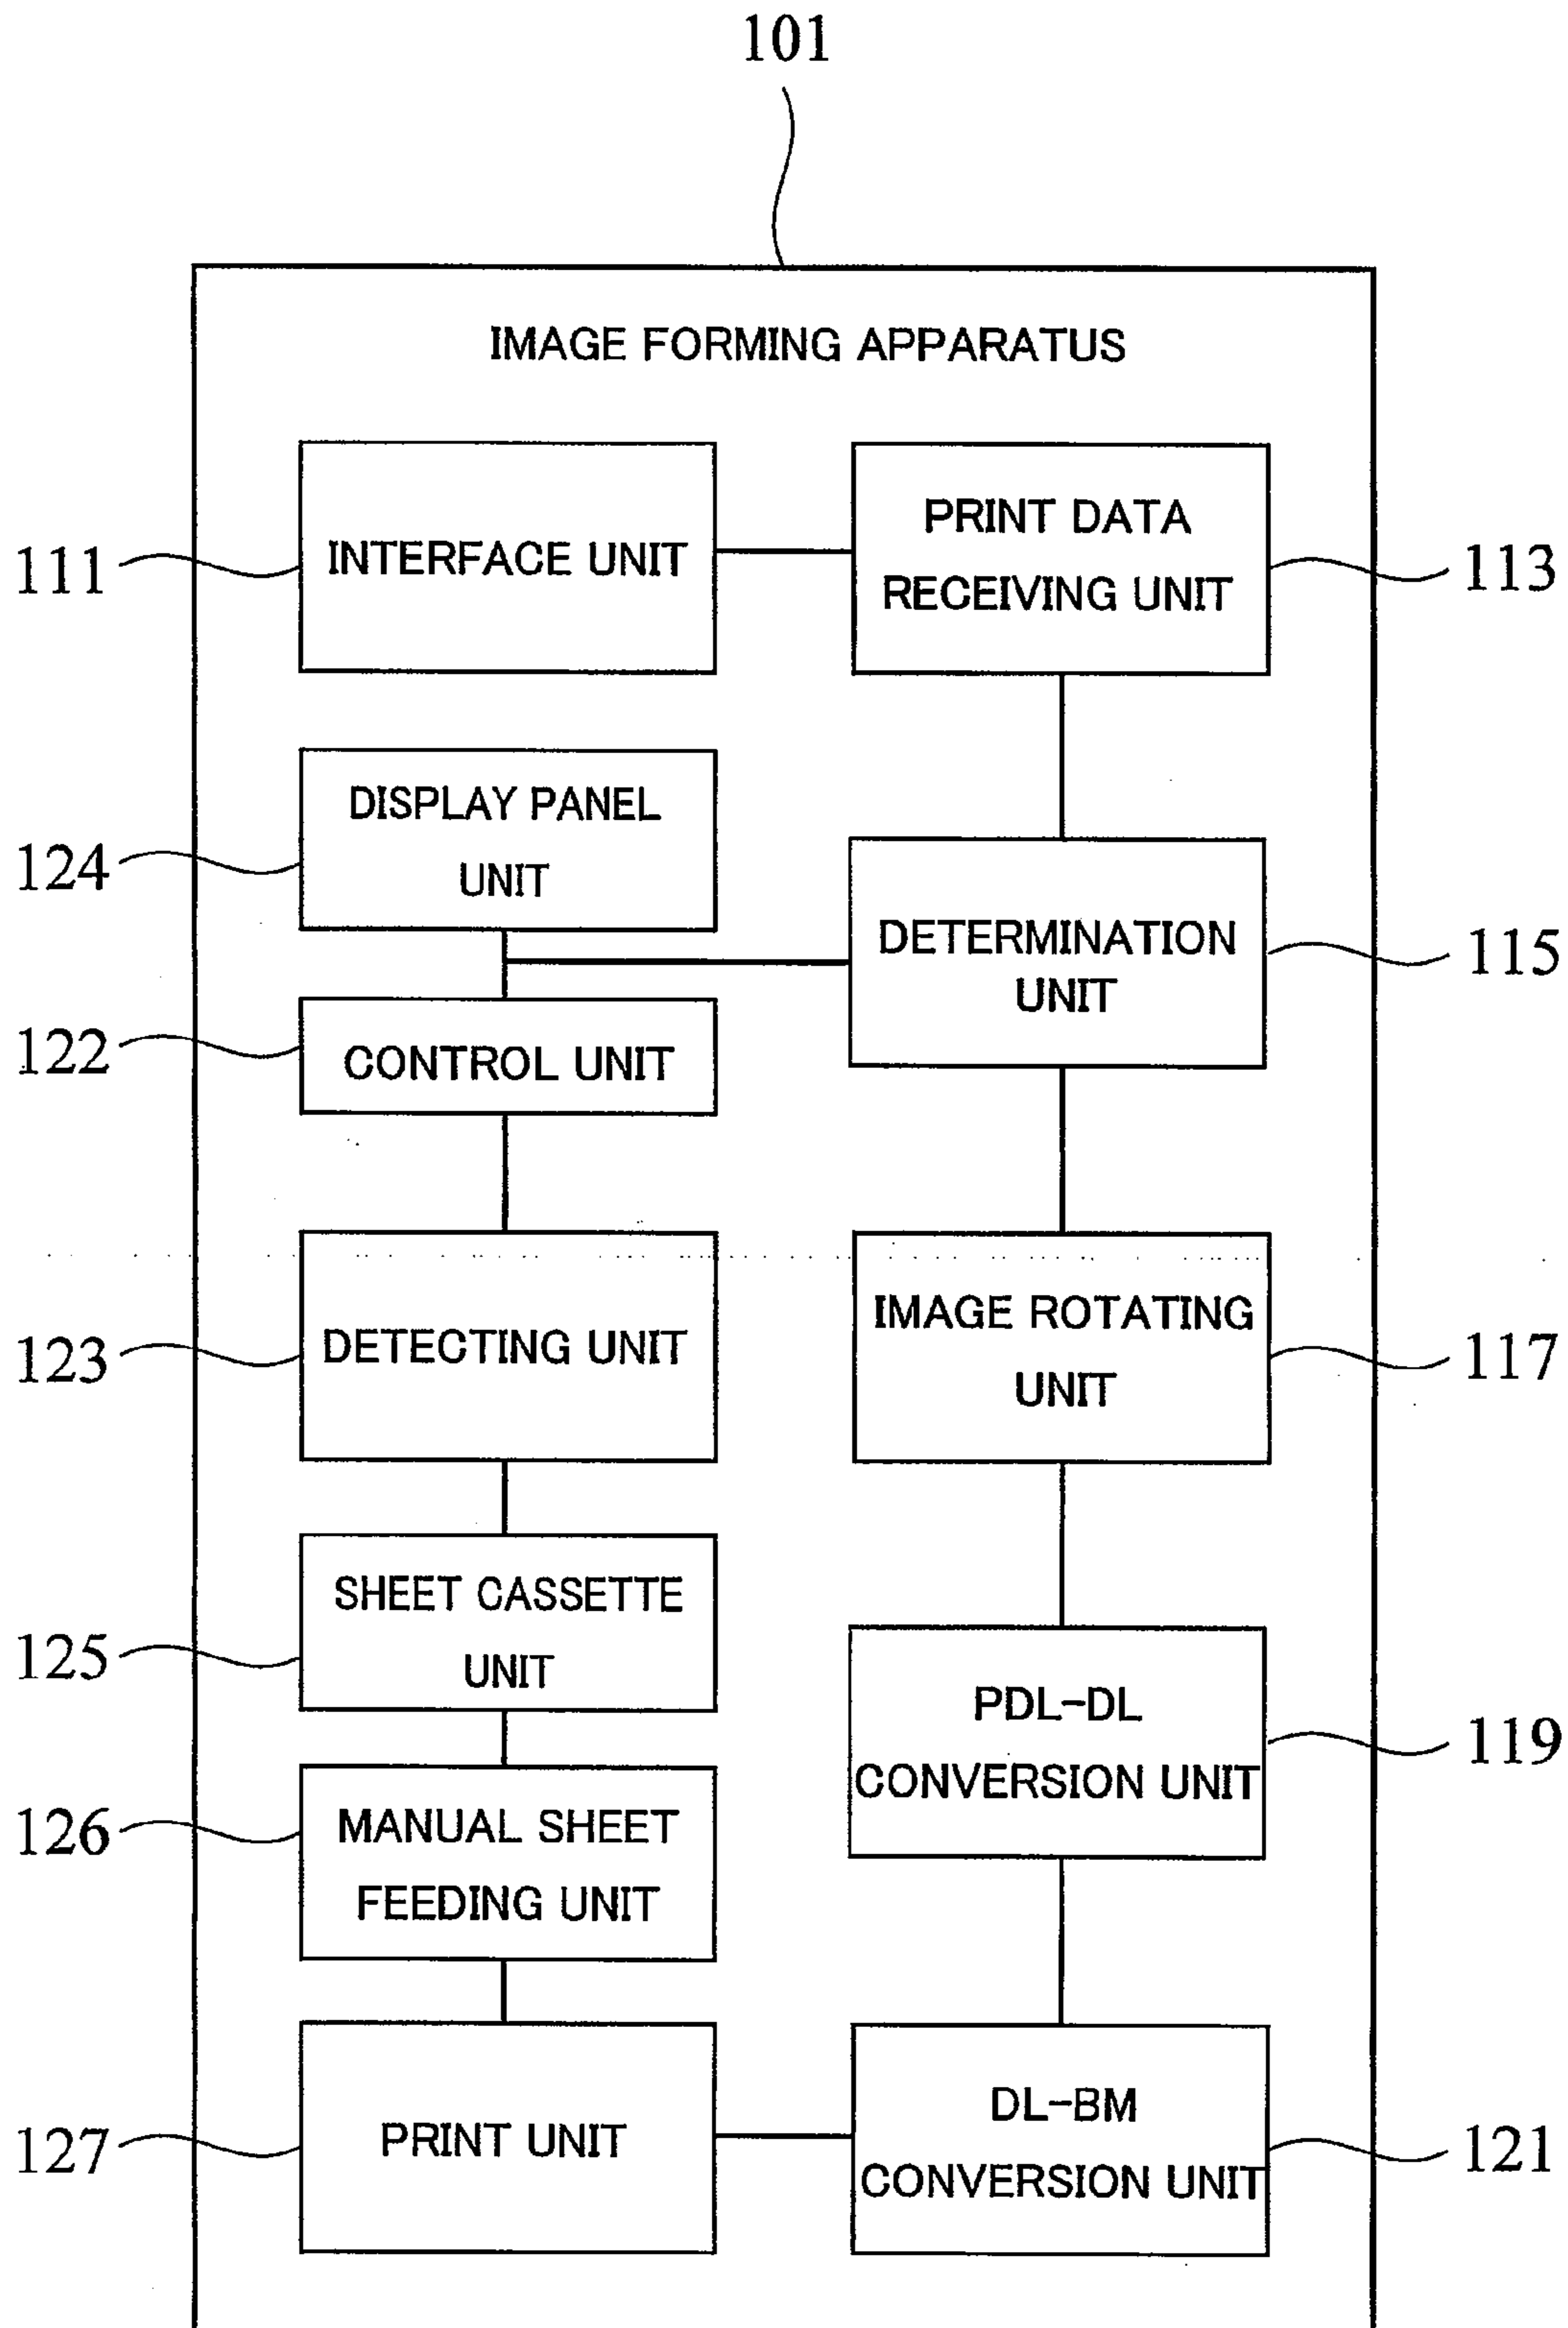 101
IMAGE FORMING APPARATUS
111
INTERFACE UNIT
PRINT DATA
RECEIVING UNIT
113
124
DISPLAY PANEL
UNIT
DETERMINATION
UNIT
115
122
CONTROL UNIT
123
DETECTING UNIT
IMAGE ROTATING
UNIT
117
125
SHEET CASSETTE
UNIT
PDL-DL
CONVERSION UNIT
119
126
MANUAL SHEET
FEEDING UNIT
127
PRINT UNIT
DL-BM
CONVERSION UNIT
121